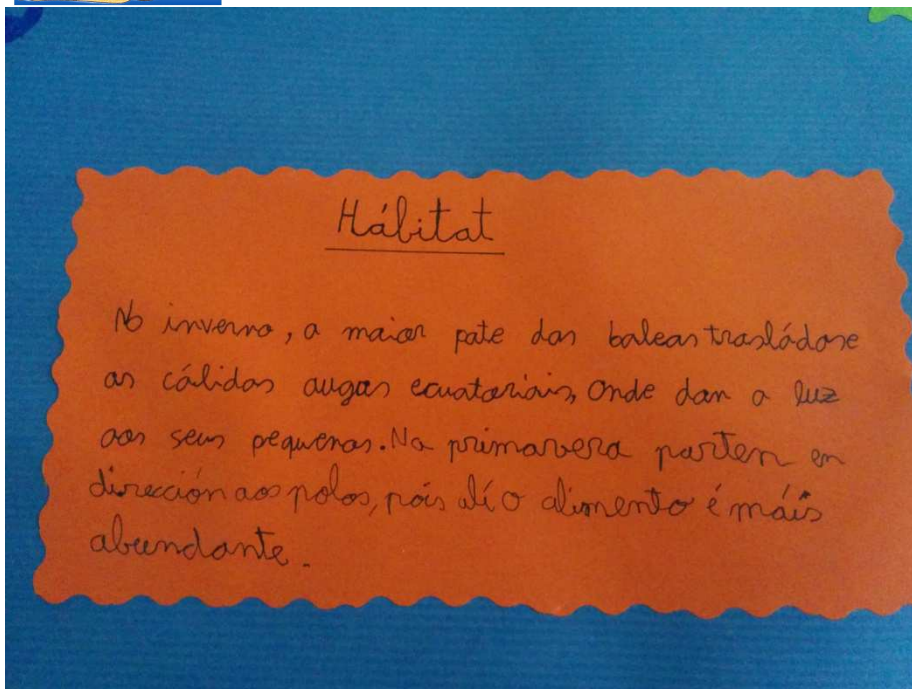 Hábitat
No inverno, a maior pate das baleas trasládase
as cálidas augas ecuatoriais, onde dan a luz
aos seus pequenos. Na primavera parten en
dirección aos polos, pois alí o alimento é máis
abundante.